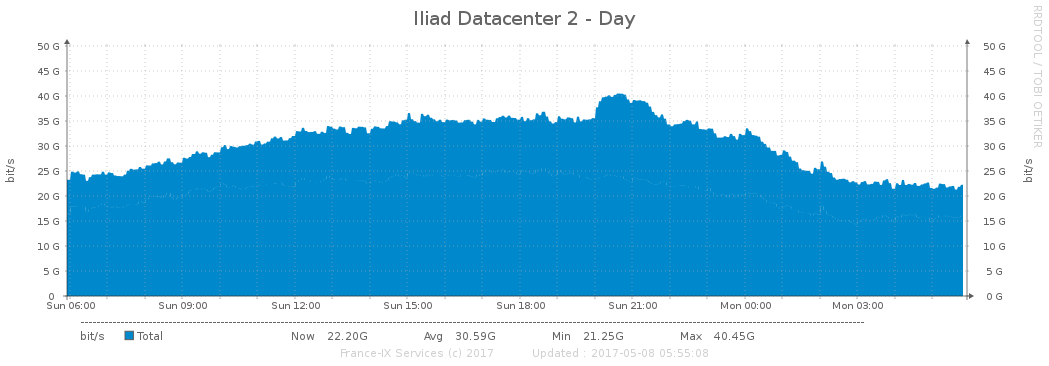 Iliad Datacenter 2 - Day
RRDTOOL / TOBI OETIKER
bit/s
50 G 50 G
45 G 45 G
40 G 40 G
35 G 35 G
30 G 30 G
25 G 25 G
20 G 20 G
15 G 15 G
10 G 10 G
5 G 5 G
0 0 G
bit/s
Sun 06:00 Sun 09:00 Sun 12:00 Sun 15:00 Sun 18:00 Sun 21:00 Mon 00:00 Mon 03:00
bit/s Total Now 22.20G Avg 30.59G Min 21.25G Max 40.45G
France-IX Services (c) 2017 Updated : 2017-05-08 05:55:08